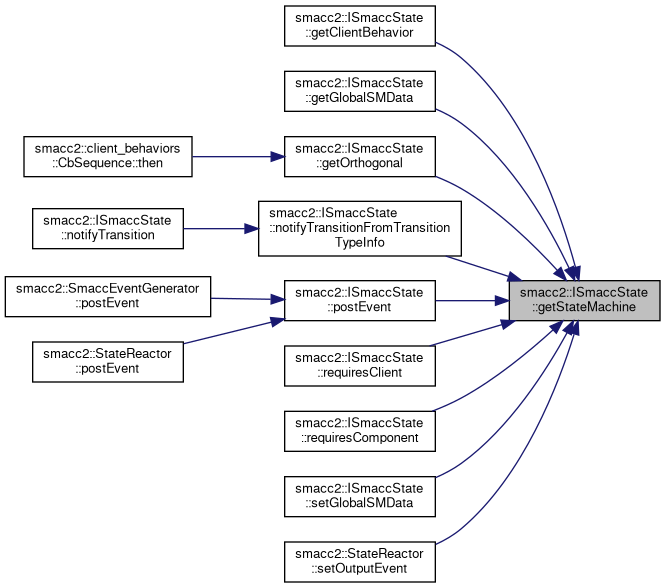 smacc2::ISmaccState
::getClientBehavior
smacc2::ISmaccState
::getGlobalSMData
smacc2::client_behaviors
::CbSequence::then
smacc2::ISmaccState
::getOrthogonal
smacc2::ISmaccState
::notifyTransition
smacc2::ISmaccState
::notifyTransitionFromTransition
TypeInfo
smacc2::SmaccEventGenerator
::postEvent
smacc2::ISmaccState
::postEvent
smacc2::ISmaccState
::getStateMachine
smacc2::StateReactor
::postEvent
smacc2::ISmaccState
::requiresClient
smacc2::ISmaccState
::requiresComponent
smacc2::ISmaccState
::setGlobalSMData
smacc2::StateReactor
::setOutputEvent